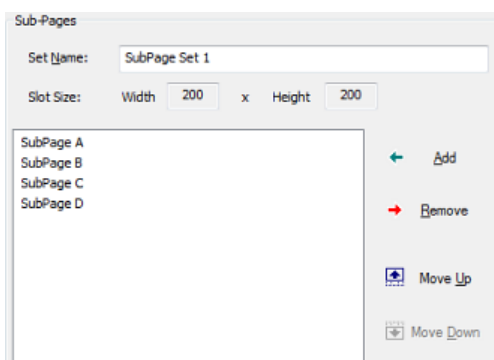 Sub-Pages
Set Name: SubPage Set 1
Slot Size: Width 200 x Height 200
SubPage A
SubPage B
SubPage C
SubPage D
Add
Remove
Move Up
Move Down